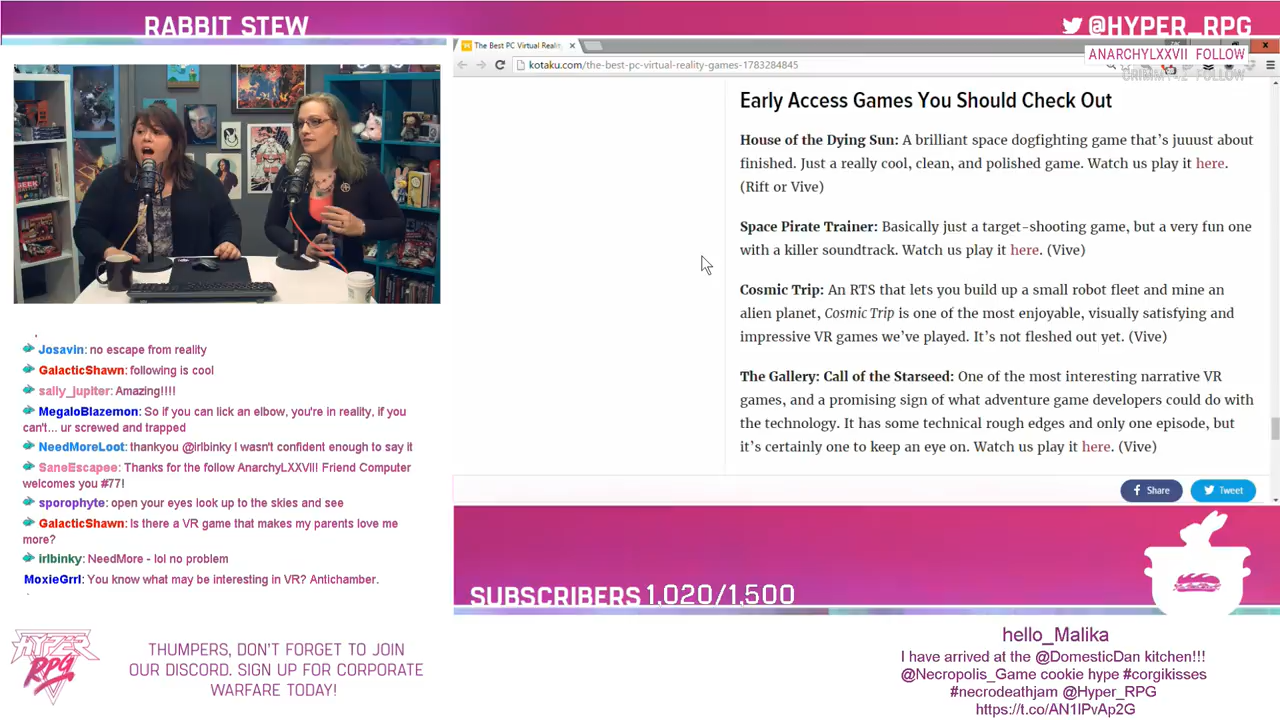 RABBIT STEW
@HYPER_RPG
The Best PC Virtual Reali
ANARCHYLXXVII FOLLOW
kotaku.com/the-best-pc-virtual-reality-games-1783284845
Early Access Games You Should Check Out
House of the Dying Sun: A brilliant space dogfighting game that's juuust about
finished. Just a really cool, clean, and polished game. Watch us play it here.
(Rift or Vive)
Space Pirate Trainer: Basically just a target-shooting game, but a very fun one
with a killer soundtrack. Watch us play it here. (Vive)
Cosmic Trip: An RTS that lets you build up a small robot fleet and mine an
alien planet, Cosmic Trip is one of the most enjoyable, visually satisfying and
impressive VR games we've played. It's not fleshed out yet. (Vive)
The Gallery: Call of the Starseed: One of the most interesting narrative VR
games, and a promising sign of what adventure game developers could do with
the technology. It has some technical rough edges and only one episode, but
it's certainly one to keep an eye on. Watch us play it here. (Vive)
Share
Tweet
Josavin: no escape from reality
GalacticShawn: following is cool
sally_jupiter: Amazing!!!!
MegaloBlazemon: So if you can lick an elbow, you're in reality, if you
can't... ur screwed and trapped
NeedMoreLoot: thankyou @irlbinky I wasn't confident enough to say it
SaneEscapee: Thanks for the follow AnarchyLXXVII! Friend Computer
welcomes you #77!
sporophyte: open your eyes look up to the skies and see
GalacticShawn: Is there a VR game that makes my parents love me
more?
irlbinky: NeedMore - lol no problem
MoxieGrrl: You know what may be interesting in VR? Antichamber.
SUBSCRIBERS 1,020/1,500
HYPER
RPG
THUMPERS, DON'T FORGET TO JOIN
OUR DISCORD. SIGN UP FOR CORPORATE
WARFARE TODAY!
hello_Malika
I have arrived at the @DomesticDan kitchen!!!
@Necropolis_Game cookie hype #corgikisses
#necrodeathjam @Hyper_RPG
https://t.co/AN1IPvAp2G